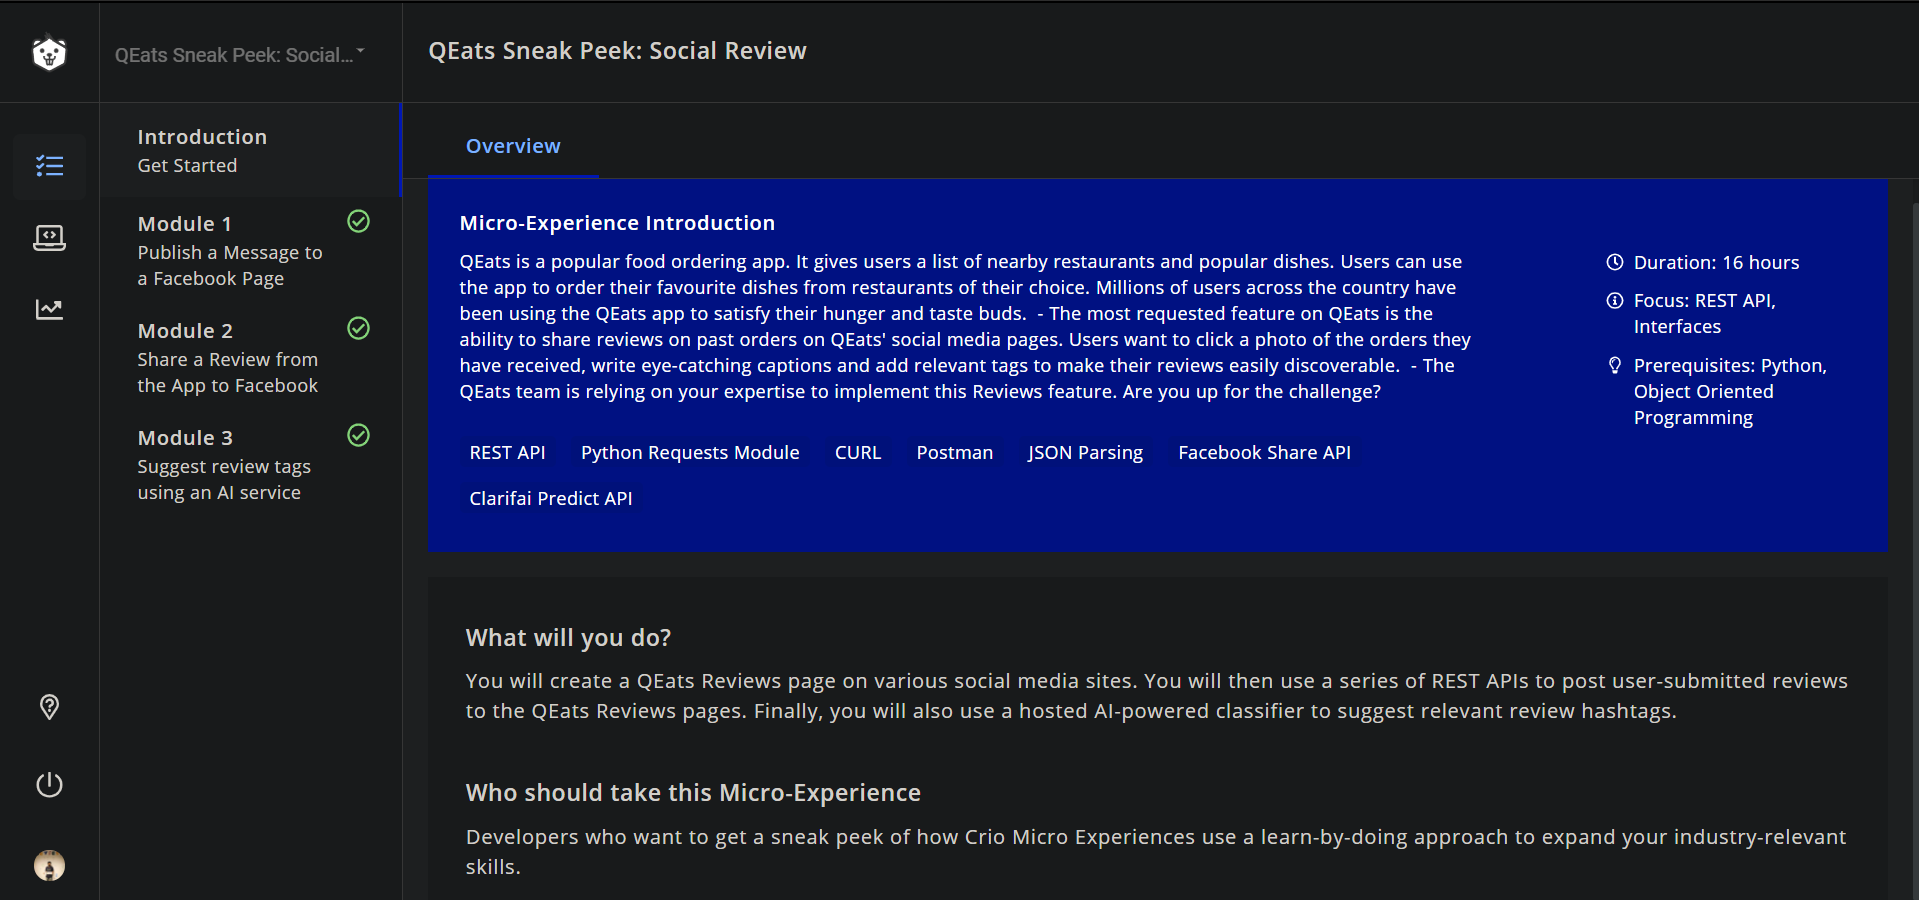 QEats Sneak Peek: Social...
QEats Sneak Peek: Social Review
Introduction
Get Started
Module 1
Publish a Message to
a Facebook Page
Module 2
Share a Review from
the App to Facebook
Module 3
Suggest review tags
using an AI service
Overview
Micro-Experience Introduction
QEats is a popular food ordering app. It gives users a list of nearby restaurants and popular dishes. Users can use
the app to order their favourite dishes from restaurants of their choice. Millions of users across the country have
been using the QEats app to satisfy their hunger and taste buds.  - The most requested feature on QEats is the
ability to share reviews on past orders on QEats' social media pages. Users want to click a photo of the orders they
have received, write eye-catching captions and add relevant tags to make their reviews easily discoverable.  - The
QEats team is relying on your expertise to implement this Reviews feature. Are you up for the challenge?
Duration: 16 hours
Focus: REST API,
Interfaces
Prerequisites: Python,
Object Oriented
Programming
REST API Python Requests Module CURL Postman JSON Parsing Facebook Share API
Clarifai Predict API
What will you do?
You will create a QEats Reviews page on various social media sites. You will then use a series of REST APIs to post user-submitted reviews
to the QEats Reviews pages. Finally, you will also use a hosted AI-powered classifier to suggest relevant review hashtags.
Who should take this Micro-Experience
Developers who want to get a sneak peek of how Crio Micro Experiences use a learn-by-doing approach to expand your industry-relevant
skills.